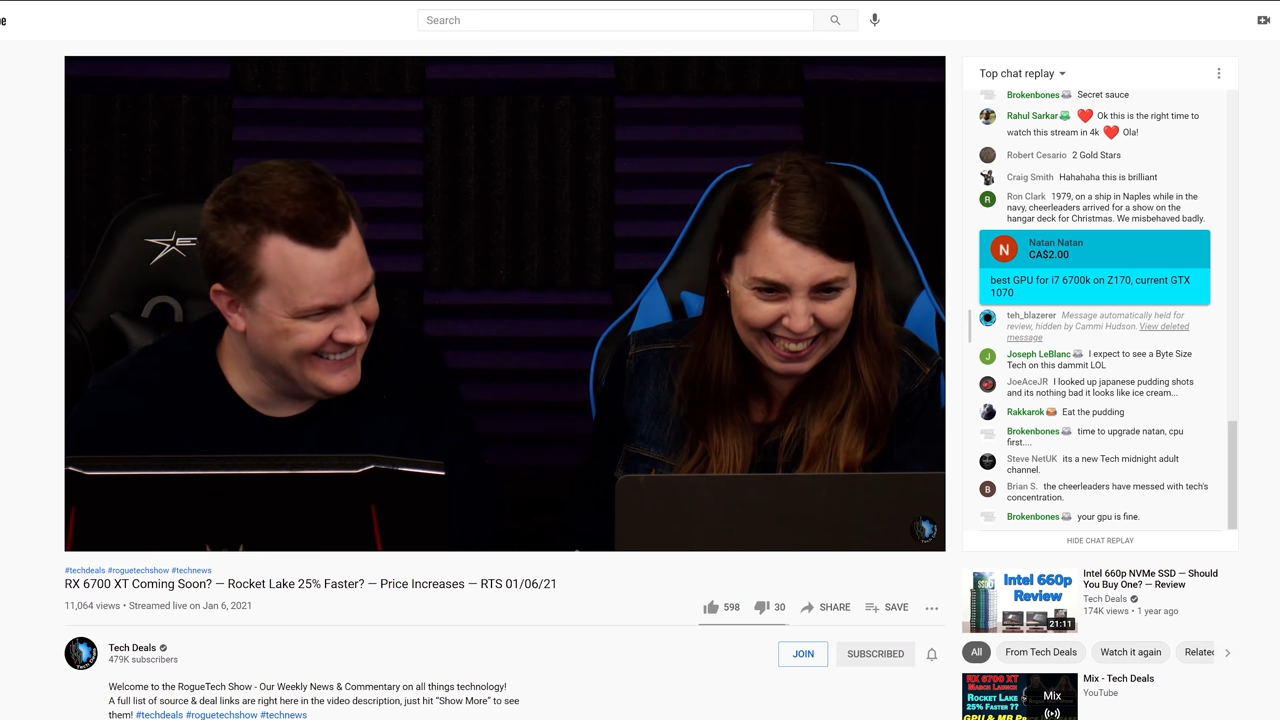 Search
Top chat replay
Brokenbones Secret sauce
Rahul Sarkar ❤️ Ok this is the right time to
watch this stream in 4k ❤️ Ola!
Robert Cesario 2 Gold Stars
Craig Smith Hahahaha this is brilliant
R
Ron Clark 1979, on a ship in Naples while in the
navy, cheerleaders arrived for a show on the
hangar deck for Christmas. We misbehaved badly.
N
Natan Natan
CA$2.00
best GPU for i7 6700k on Z170, current GTX
1070
teh_blazerer Message automatically held for
review, hidden by Cammi Hudson. View deleted
message
J
Joseph LeBlanc I expect to see a Byte Size
Tech on this dammit LOL
JoeAceJR I looked up japanese pudding shots
and its nothing bad it looks like ice cream...
Rakkarok Eat the pudding
Brokenbones time to upgrade natan, cpu
first....
Steve NetUK its a new Tech midnight adult
channel.
B
Brian S. the cheerleaders have messed with tech's
concentration.
Brokenbones your gpu is fine.
HIDE CHAT REPLAY
#techdeals #roguetechshow #technews
RX 6700 XT Coming Soon? — Rocket Lake 25% Faster? — Price Increases — RTS 01/06/21
11,064 views • Streamed live on Jan 6, 2021
598
30
SHARE
SAVE
Tech Deals
479K subscribers
JOIN
SUBSCRIBED
Welcome to the RogueTech Show - Our Weekly News & Commentary on all things technology!
A full list of source & deal links are right here in the video description, just hit "Show More" to see
them! #techdeals #roguetechshow #technews
Intel 660p
Review
21:11
Intel 660p NVMe SSD — Should
You Buy One? — Review
Tech Deals
174K views • 1 year ago
All
From Tech Deals
Watch it again
Related
RX 6700 XT
March Launch
Rocket Lake
25% Faster ??
Mix
Mix - Tech Deals
YouTube